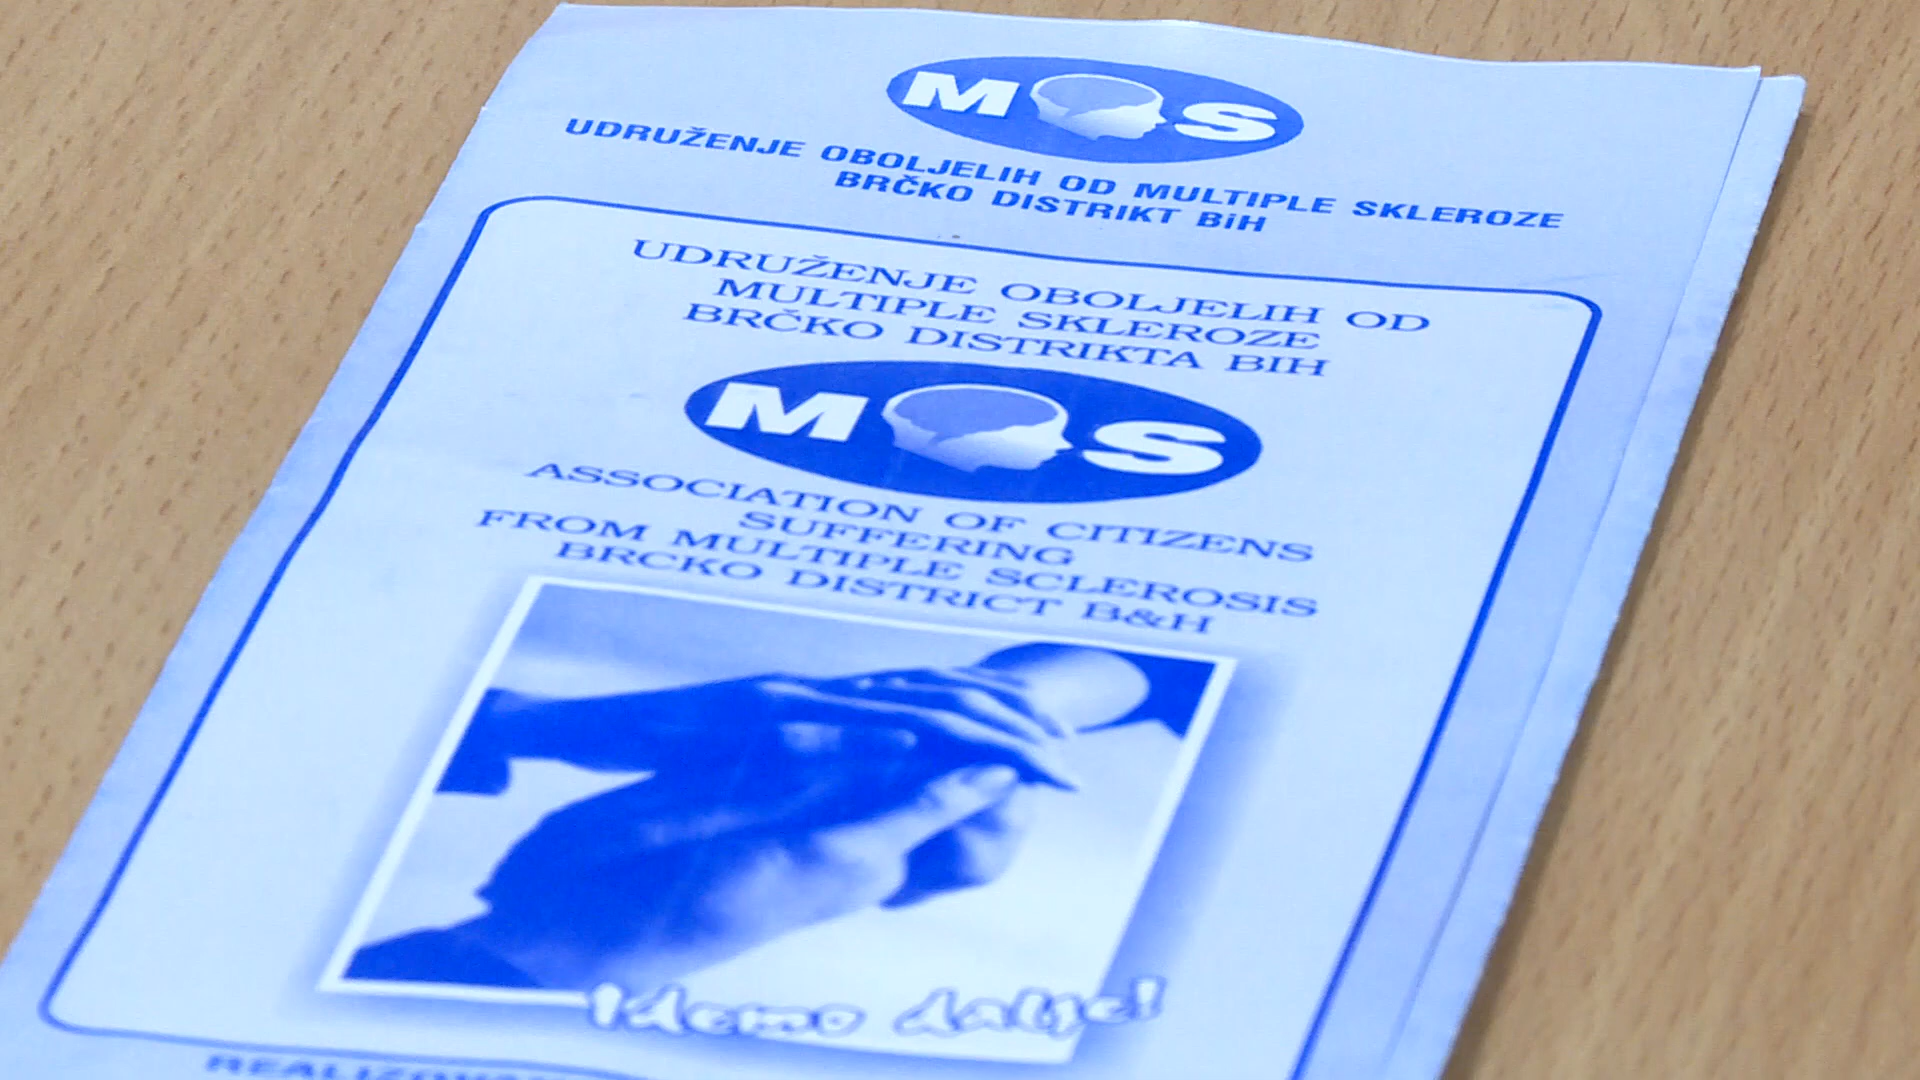 MS
UDRUŽENJE OBOLJELIH OD MULTIPLE SKLEROZE
BRČKO DISTRIKT BiH
UDRUŽENJE OBOLJELIH OD
MULTIPLE SKLEROZE
BRČKO DISTRIKTA BIH
MS
ASSOCIATION OF CITIZENS
SUFFERING
FROM MULTIPLE SCLEROSIS
BRCKO DISTRICT B&H
Idemo dalje!